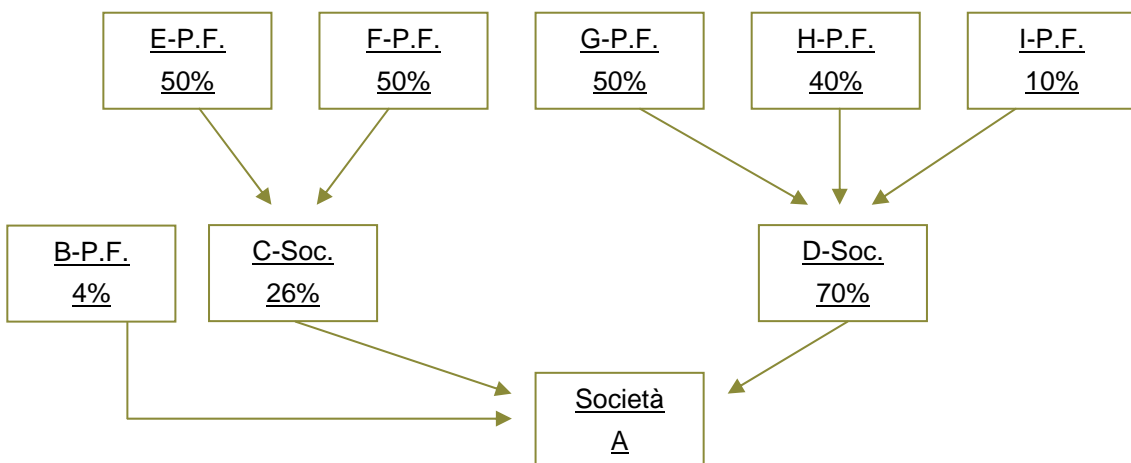 E-P.F.
50%
F-P.F.
50%
G-P.F.
50%
H-P.F.
40%
I-P.F.
10%
B-P.F.
4%
C-Soc.
26%
D-Soc.
70%
Società
A